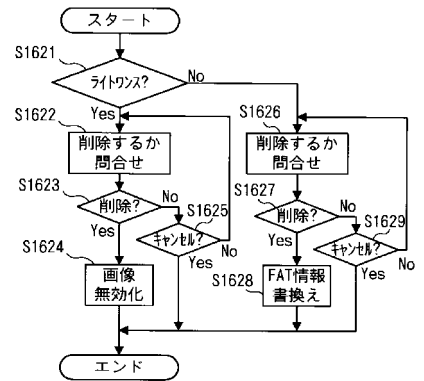 スタート
S1621
ライトワンス?
No
Yes
S1622
削除するか
問合せ
S1626
削除するか
問合せ
S1623
削除?
No
Yes
S1625
キャンセル?
No
Yes
S1627
削除?
No
Yes
S1629
キャンセル?
Yes
No
S1624
画像
無効化
S1628
FAT情報
書換え
エンド